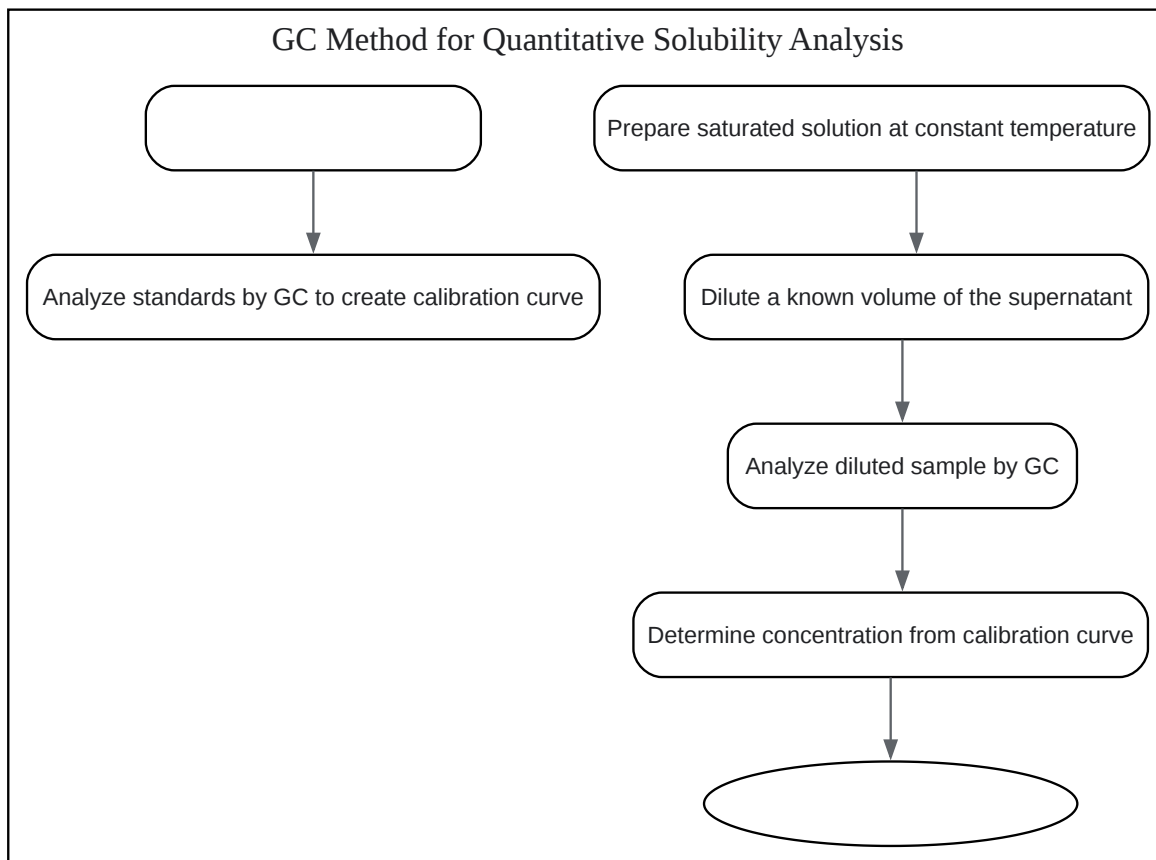 GC Method for Quantitative Solubility Analysis
Prepare saturated solution at constant temperature
Analyze standards by GC to create calibration curve
Dilute a known volume of the supernatant
Analyze diluted sample by GC
Determine concentration from calibration curve